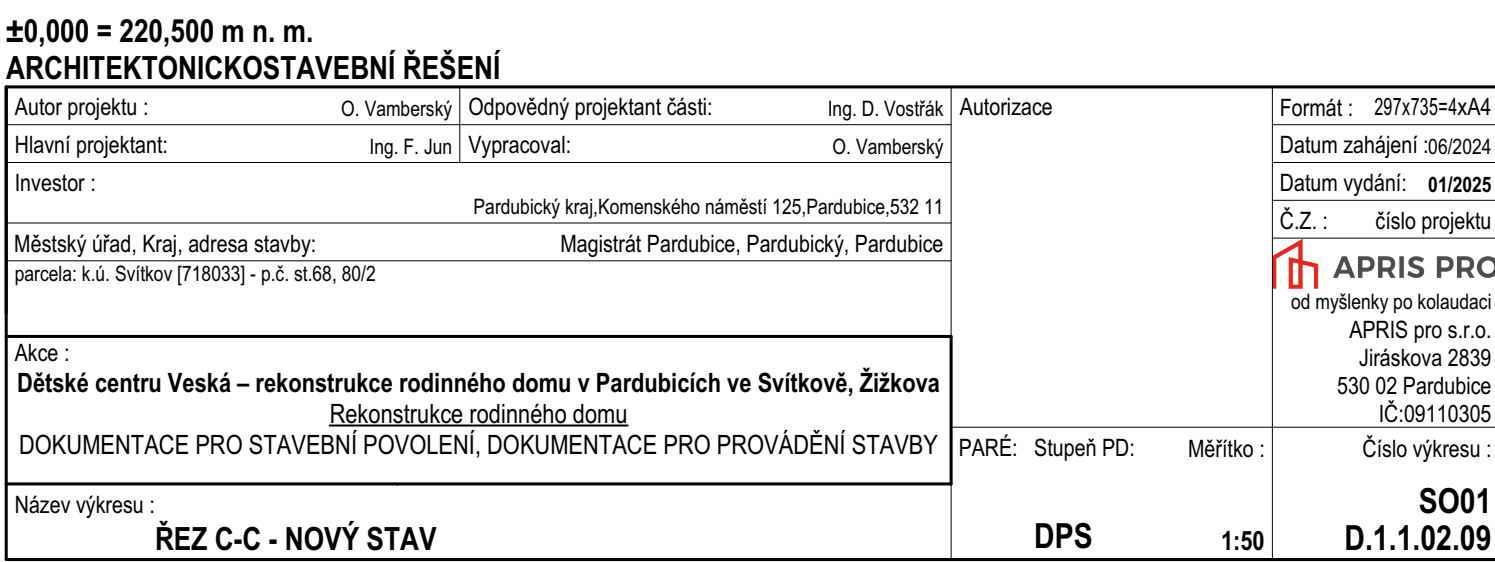 ±0,000 = 220,500 m n. m.
ARCHITEKTONICKOSTAVEBNÍ ŘEŠENÍ
Autor projektu : O. Vamberský Odpovědný projektant části: Ing. D. Vostřák Autorizace Formát : 297x735=4xA4
Hlavní projektant: Ing. F. Jun Vypracoval: O. Vamberský Datum zahájení :06/2024
Investor : Datum vydání: 01/2025
Pardubický kraj,Komenského náměstí 125,Pardubice,532 11
Č.Z. : číslo projektu
Městský úřad, Kraj, adresa stavby: Magistrát Pardubice, Pardubický, Pardubice
parcela: k.ú. Svítkov [718033] - p.č. st.68, 80/2
APRIS PRO
od myšlenky po kolaudaci
APRIS pro s.r.o.
Jiráskova 2839
530 02 Pardubice
IČ:09110305
Akce :
Dětské centru Veská – rekonstrukce rodinného domu v Pardubicích ve Svítkově, Žižkova
Rekonstrukce rodinného domu
DOKUMENTACE PRO STAVEBNÍ POVOLENÍ, DOKUMENTACE PRO PROVÁDĚNÍ STAVBY
PARÉ: Stupeň PD: Měřítko : Číslo výkresu :
Název výkresu :
ŘEZ C-C - NOVÝ STAV
DPS 1:50
SO01
D.1.1.02.09